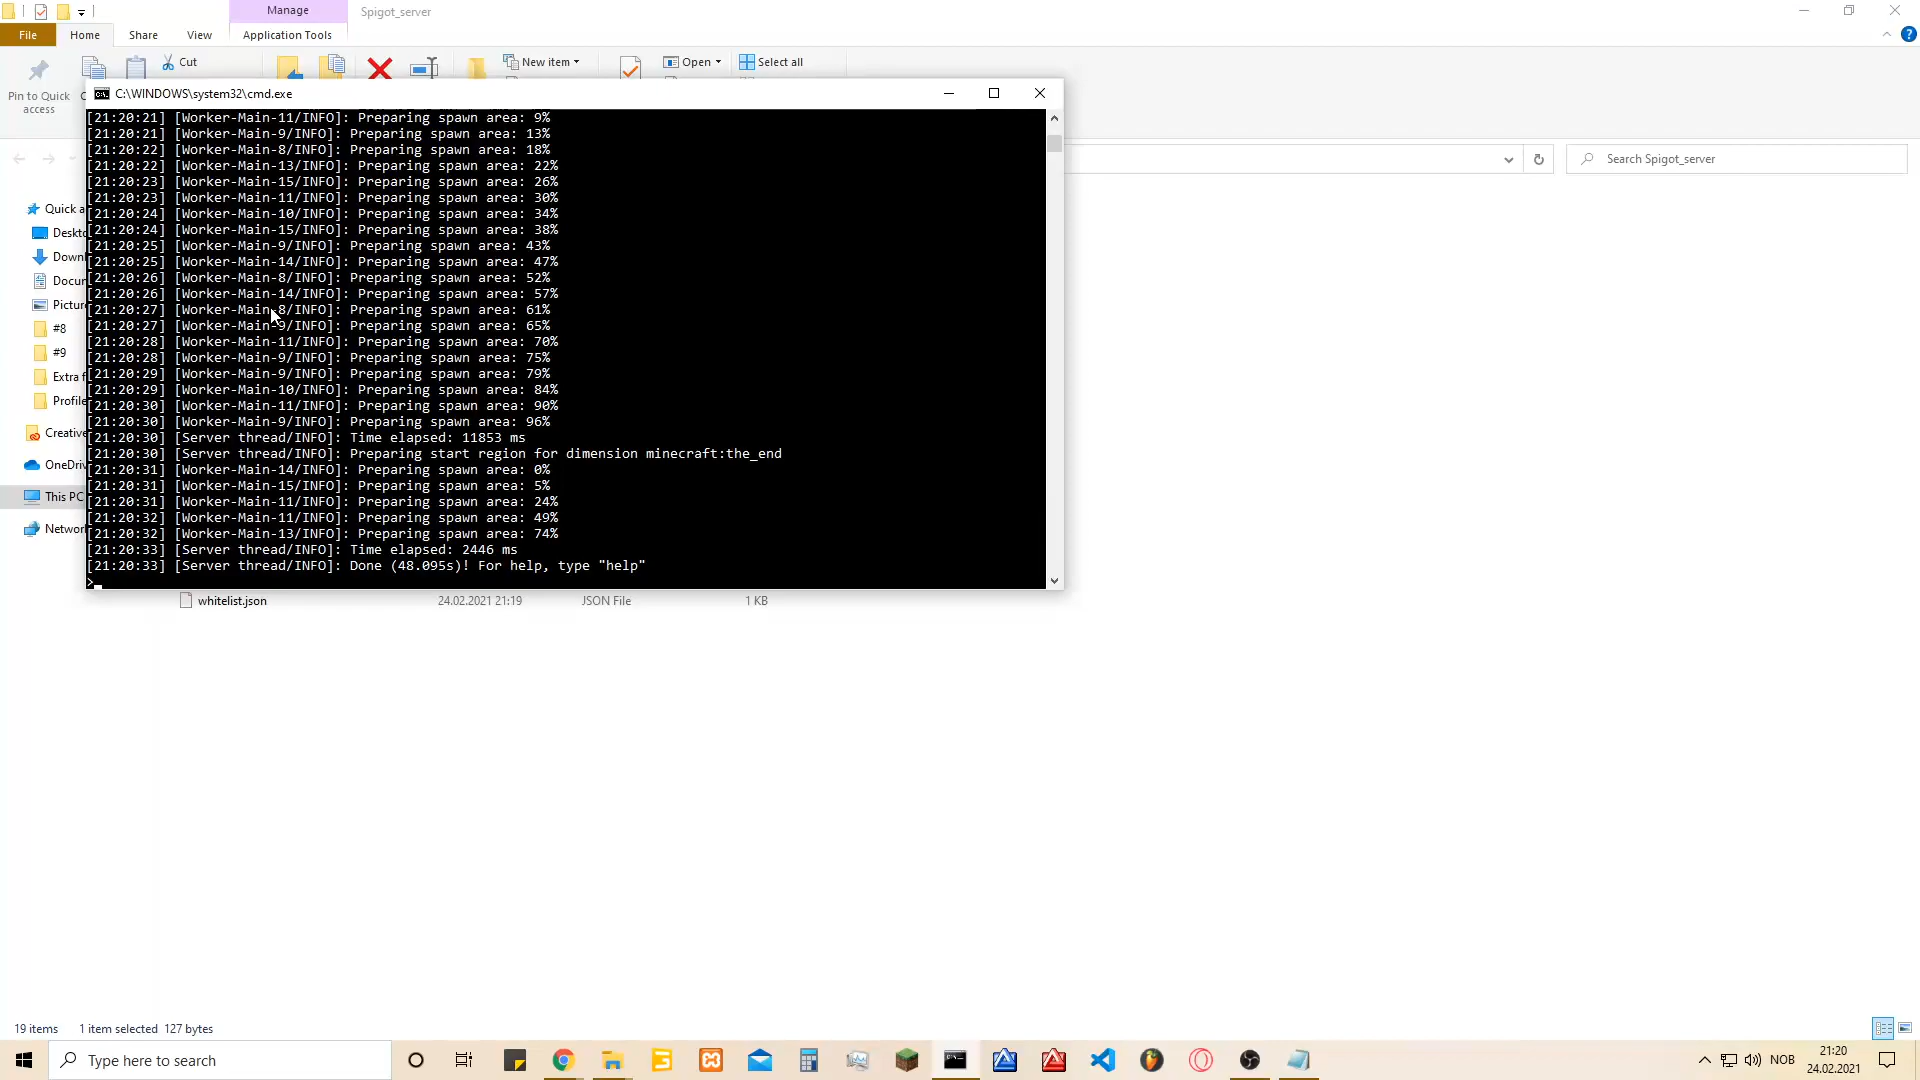 Manage
Spigot_server
File
Home
Share
View
Application Tools
Cut
New item
Open
Select all
Pin to Quick
access
C:\WINDOWS\system32\cmd.exe
[21:20:21] [Worker-Main-11/INFO]: Preparing spawn area: 9%
[21:20:21] [Worker-Main-9/INFO]: Preparing spawn area: 13%
[21:20:22] [Worker-Main-8/INFO]: Preparing spawn area: 18%
[21:20:22] [Worker-Main-13/INFO]: Preparing spawn area: 22%
[21:20:23] [Worker-Main-15/INFO]: Preparing spawn area: 26%
[21:20:23] [Worker-Main-11/INFO]: Preparing spawn area: 30%
[21:20:24] [Worker-Main-10/INFO]: Preparing spawn area: 34%
[21:20:24] [Worker-Main-15/INFO]: Preparing spawn area: 38%
[21:20:25] [Worker-Main-9/INFO]: Preparing spawn area: 43%
[21:20:25] [Worker-Main-14/INFO]: Preparing spawn area: 47%
[21:20:26] [Worker-Main-8/INFO]: Preparing spawn area: 52%
[21:20:26] [Worker-Main-14/INFO]: Preparing spawn area: 57%
[21:20:27] [Worker-Main-8/INFO]: Preparing spawn area: 61%
[21:20:27] [Worker-Main-9/INFO]: Preparing spawn area: 65%
[21:20:28] [Worker-Main-11/INFO]: Preparing spawn area: 70%
[21:20:28] [Worker-Main-9/INFO]: Preparing spawn area: 75%
[21:20:29] [Worker-Main-9/INFO]: Preparing spawn area: 79%
[21:20:29] [Worker-Main-10/INFO]: Preparing spawn area: 84%
[21:20:30] [Worker-Main-11/INFO]: Preparing spawn area: 90%
[21:20:30] [Worker-Main-9/INFO]: Preparing spawn area: 96%
[21:20:30] [Server thread/INFO]: Time elapsed: 11853 ms
[21:20:30] [Server thread/INFO]: Preparing start region for dimension minecraft:the_end
[21:20:31] [Worker-Main-14/INFO]: Preparing spawn area: 0%
[21:20:31] [Worker-Main-15/INFO]: Preparing spawn area: 5%
[21:20:31] [Worker-Main-11/INFO]: Preparing spawn area: 24%
[21:20:32] [Worker-Main-11/INFO]: Preparing spawn area: 49%
[21:20:32] [Worker-Main-13/INFO]: Preparing spawn area: 74%
[21:20:33] [Server thread/INFO]: Time elapsed: 2446 ms
[21:20:33] [Server thread/INFO]: Done (48.095s)! For help, type "help"
>
Search Spigot_server
Quick a
Deskto
Down
Docur
Pictur
#8
#9
Extra f
Profile
Creative
OneDriv
This PC
Networ
whitelist.json 24.02.2021 21:19 JSON File 1 KB
19 items 1 item selected 127 bytes
Type here to search
NOB
21:20
24.02.2021